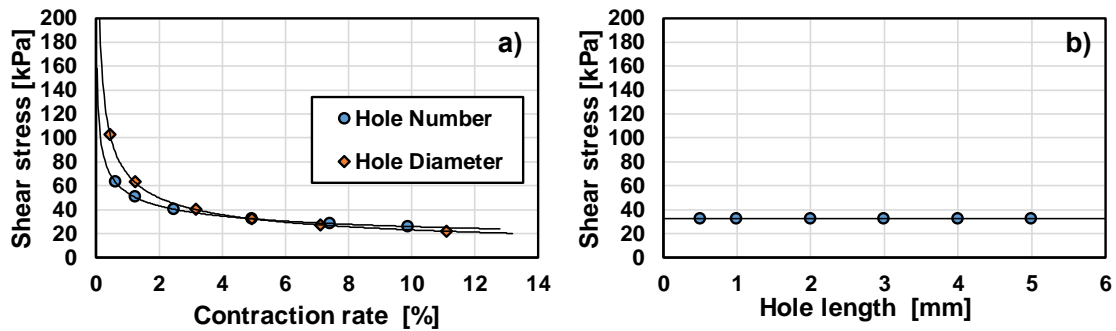 a)
Shear stress [kPa]
200
180
160
140
120
100
80
60
40
20
0
Hole Number
Hole Diameter
0 2 4 6 8 10 12 14
Contraction rate [%]
b)
Shear stress [kPa]
200
180
160
140
120
100
80
60
40
20
0
0 1 2 3 4 5 6
Hole length [mm]